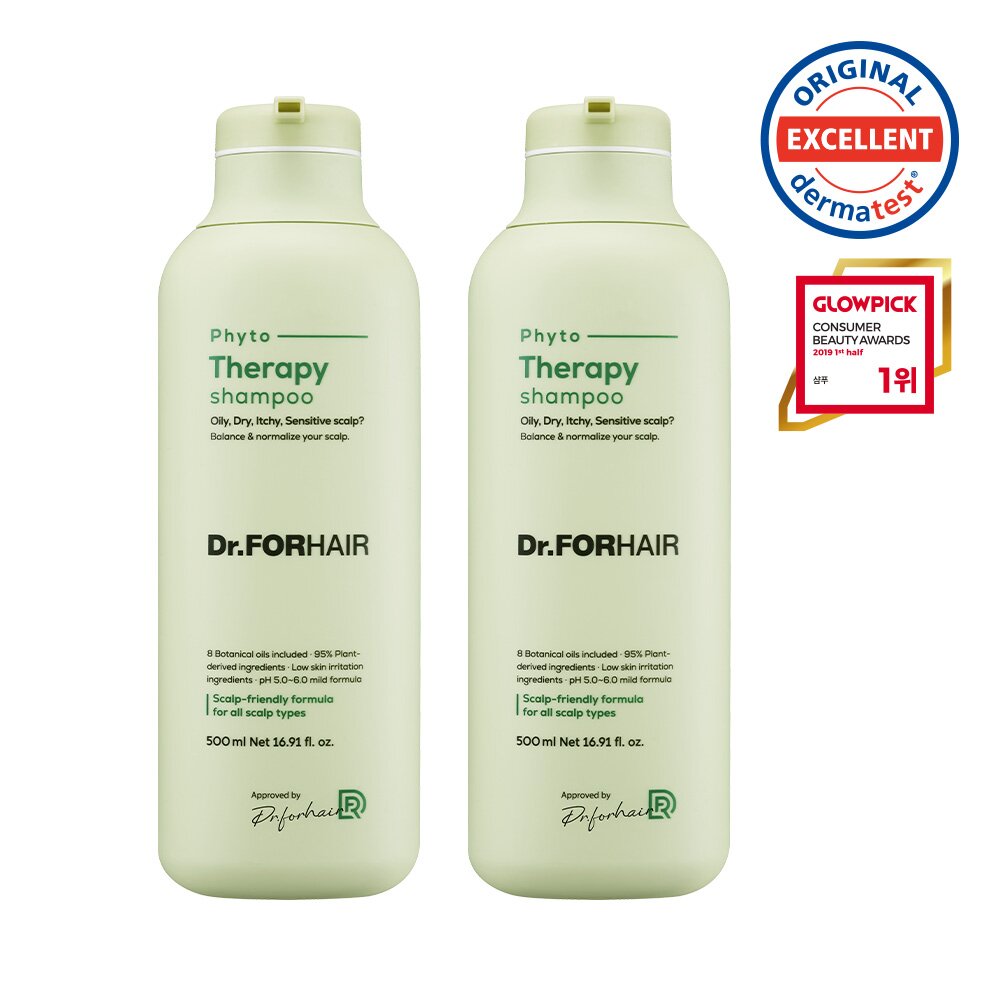 Phyto
Therapy
shampoo
Oily, Dry, Itchy, Sensitive scalp?
Balance & normalize your scalp.
Dr.FORHAIR
8 Botanical oils included · 95% Plant-
derived ingredients · Low skin irritation
ingredients · pH 5.0~6.0 mild formula
Scalp-friendly formula
for all scalp types
500 ml Net 16.91 fl. oz.
Approved by
Dr.forhair
Phyto
Therapy
shampoo
Oily, Dry, Itchy, Sensitive scalp?
Balance & normalize your scalp.
Dr.FORHAIR
8 Botanical oils included · 95% Plant-
derived ingredients · Low skin irritation
ingredients · pH 5.0~6.0 mild formula
Scalp-friendly formula
for all scalp types
500 ml Net 16.91 fl. oz.
Approved by
Dr.forhair
ORIGINAL
EXCELLENT
dermatest®
GLOWPICK
CONSUMER
BEAUTY AWARDS
2019 1st half
샴푸 1위